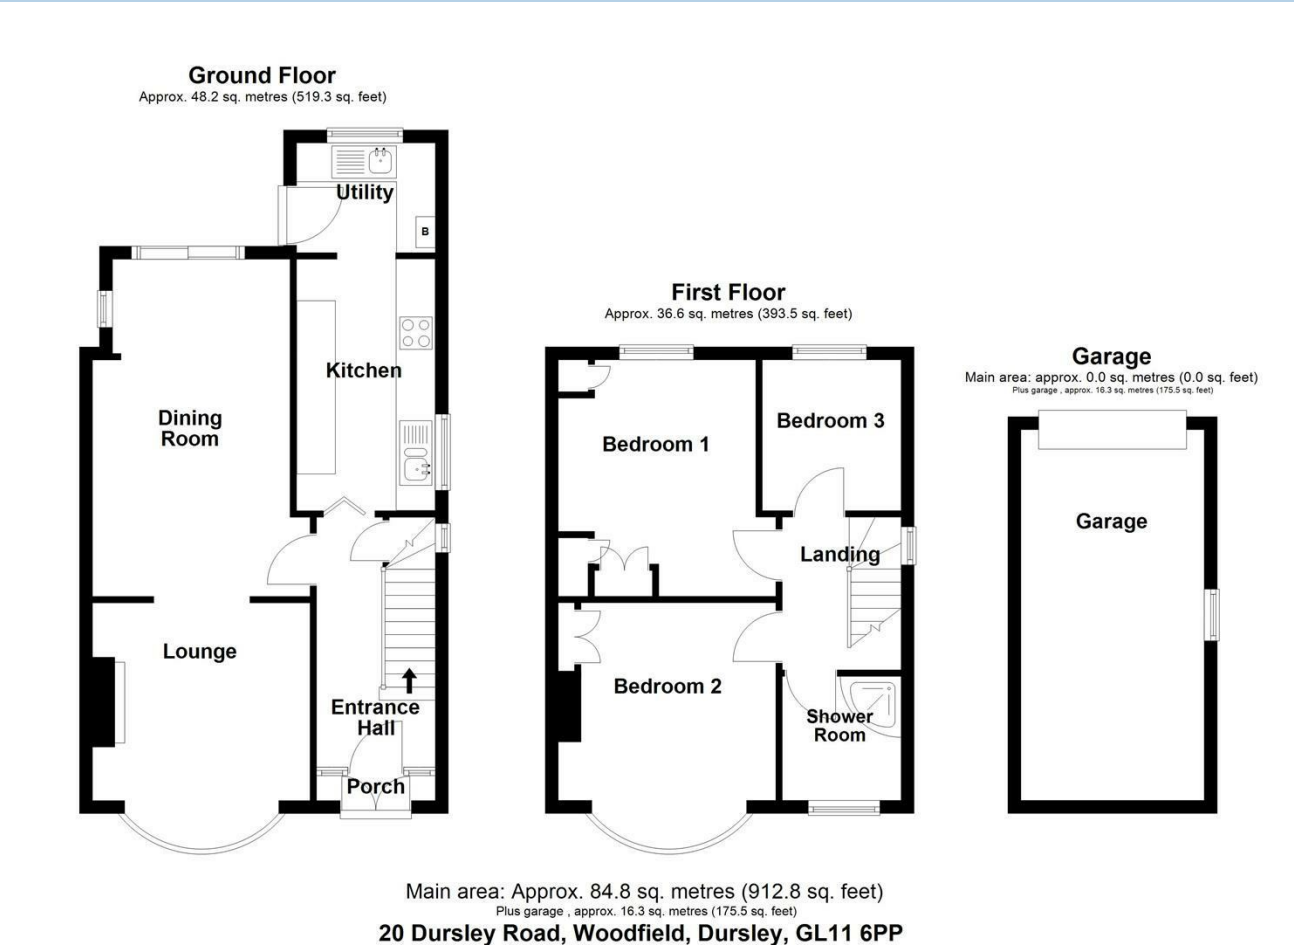 Ground Floor
Approx. 48.2 sq. metres (519.3 sq. feet)
Utility
B
Kitchen
Dining
Room
Lounge
Entrance
Hall
Porch
First Floor
Approx. 36.6 sq. metres (393.5 sq. feet)
Bedroom 1
Bedroom 3
Landing
Bedroom 2
Shower
Room
Garage
Main area: approx. 0.0 sq. metres (0.0 sq. feet)
Plus garage , approx. 16.3 sq. metres (175.5 sq. feet)
Garage
Main area: Approx. 84.8 sq. metres (912.8 sq. feet)
Plus garage , approx. 16.3 sq. metres (175.5 sq. feet)
20 Dursley Road, Woodfield, Dursley, GL11 6PP